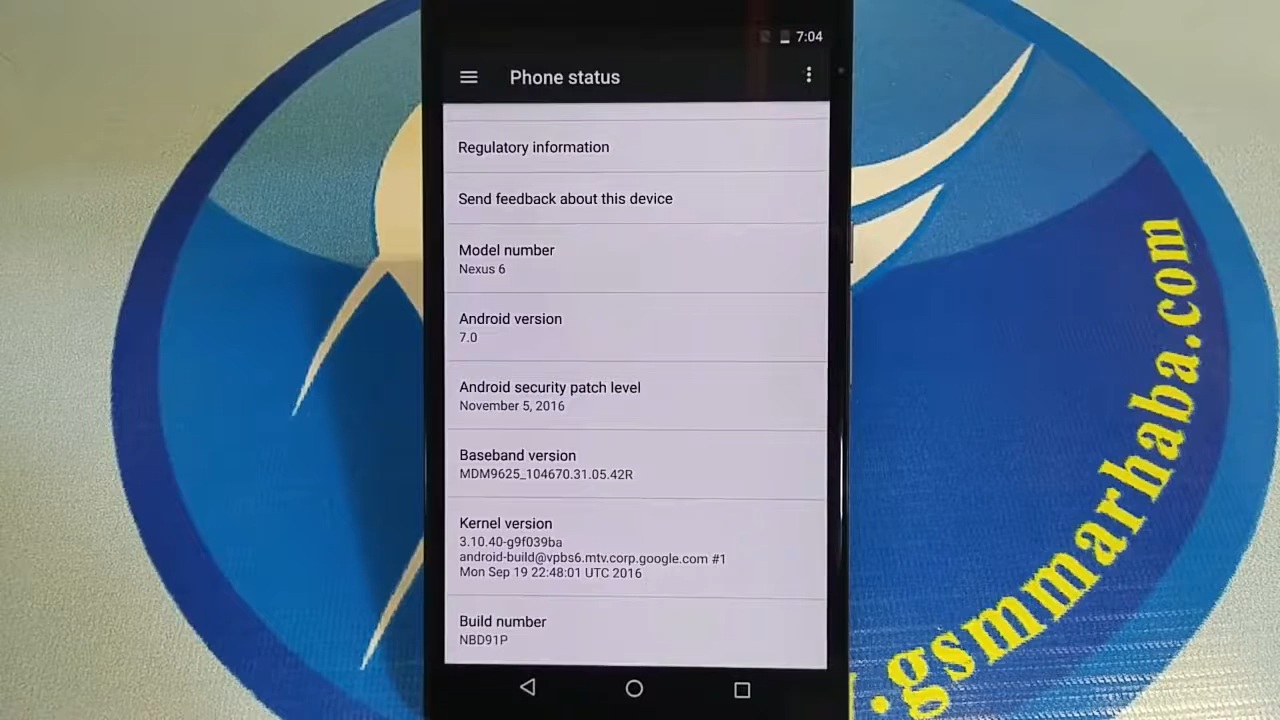 7:04
Phone status
Regulatory information
Send feedback about this device
Model number
Nexus 6
Android version
7.0
Android security patch level
November 5, 2016
Baseband version
MDM9625_104670.31.05.42R
Kernel version
3.10.40-g9f039ba
android-build@vpbs6.mtv.corp.google.com #1
Mon Sep 19 22:48:01 UTC 2016
Build number
NBD91P
.gsmmarhaba.com